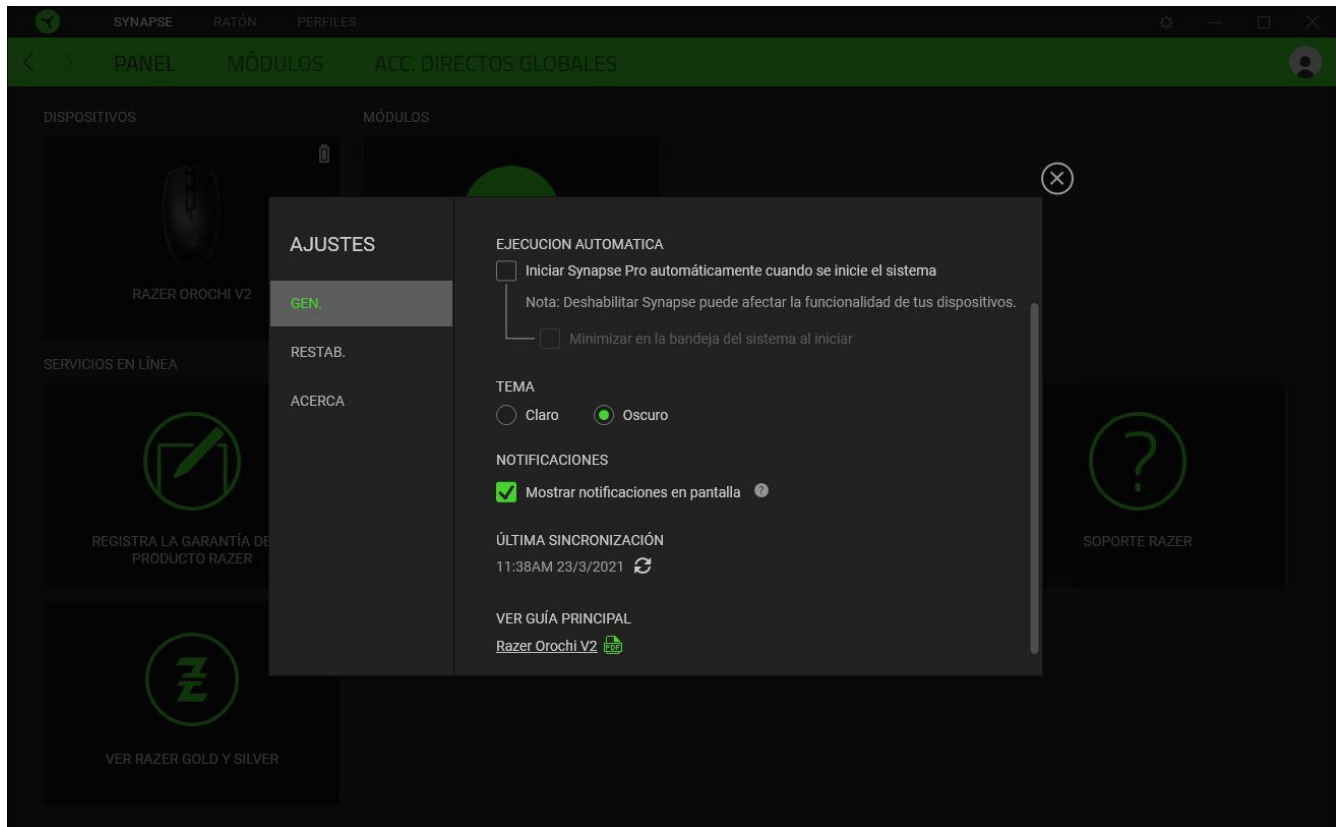 SYNAPSE
RATÓN
PERFILES
PANEL
MÓDULOS
ACC. DIRECTOS GLOBALES
DISPOSITIVOS
MÓDULOS
RAZER OROCHI V2
SERVICIOS EN LÍNEA
REGISTRA LA GARANTÍA DE
PRODUCTO RAZER
SOPORTE RAZER
VER RAZER GOLD Y SILVER
AJUSTES
GEN.
RESTAB.
ACERCA
EJECUCION AUTOMATICA
Iniciar Synapse Pro automáticamente cuando se inicie el sistema
Nota: Deshabilitar Synapse puede afectar la funcionalidad de tus dispositivos.
Minimizar en la bandeja del sistema al iniciar
TEMA
Claro
Oscuro
NOTIFICACIONES
Mostrar notificaciones en pantalla
ÚLTIMA SINCRONIZACIÓN
11:38AM 23/3/2021
VER GUÍA PRINCIPAL
Razer Orochi V2
PDF